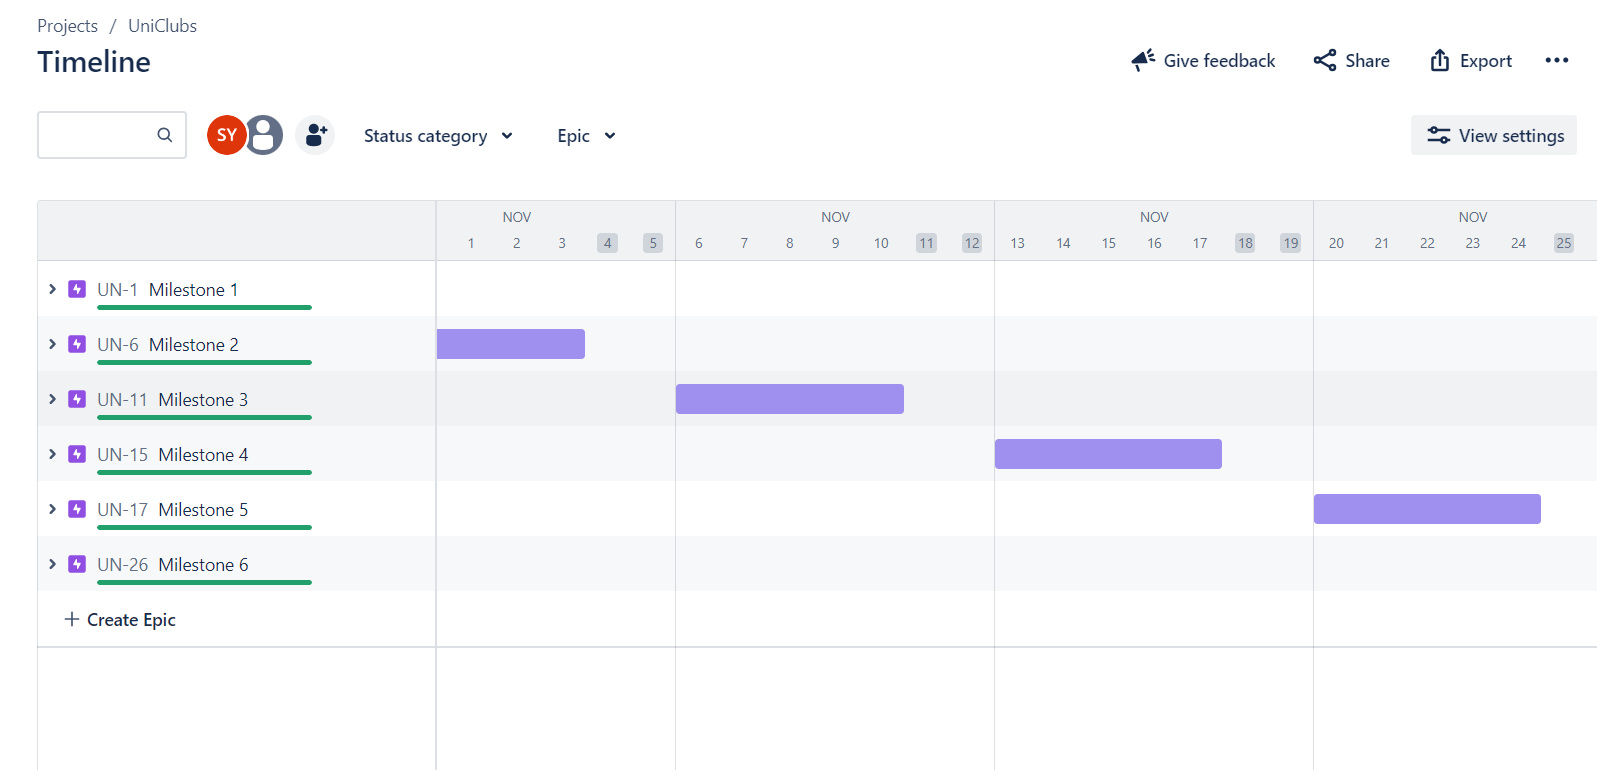 Projects / UniClubs
Timeline
Give feedback Share Export
SY Status category Epic View settings
NOV NOV NOV NOV
1 2 3 4 5 6 7 8 9 10 11 12 13 14 15 16 17 18 19 20 21 22 23 24 25
UN-1 Milestone 1
UN-6 Milestone 2
UN-11 Milestone 3
UN-15 Milestone 4
UN-17 Milestone 5
UN-26 Milestone 6
+ Create Epic